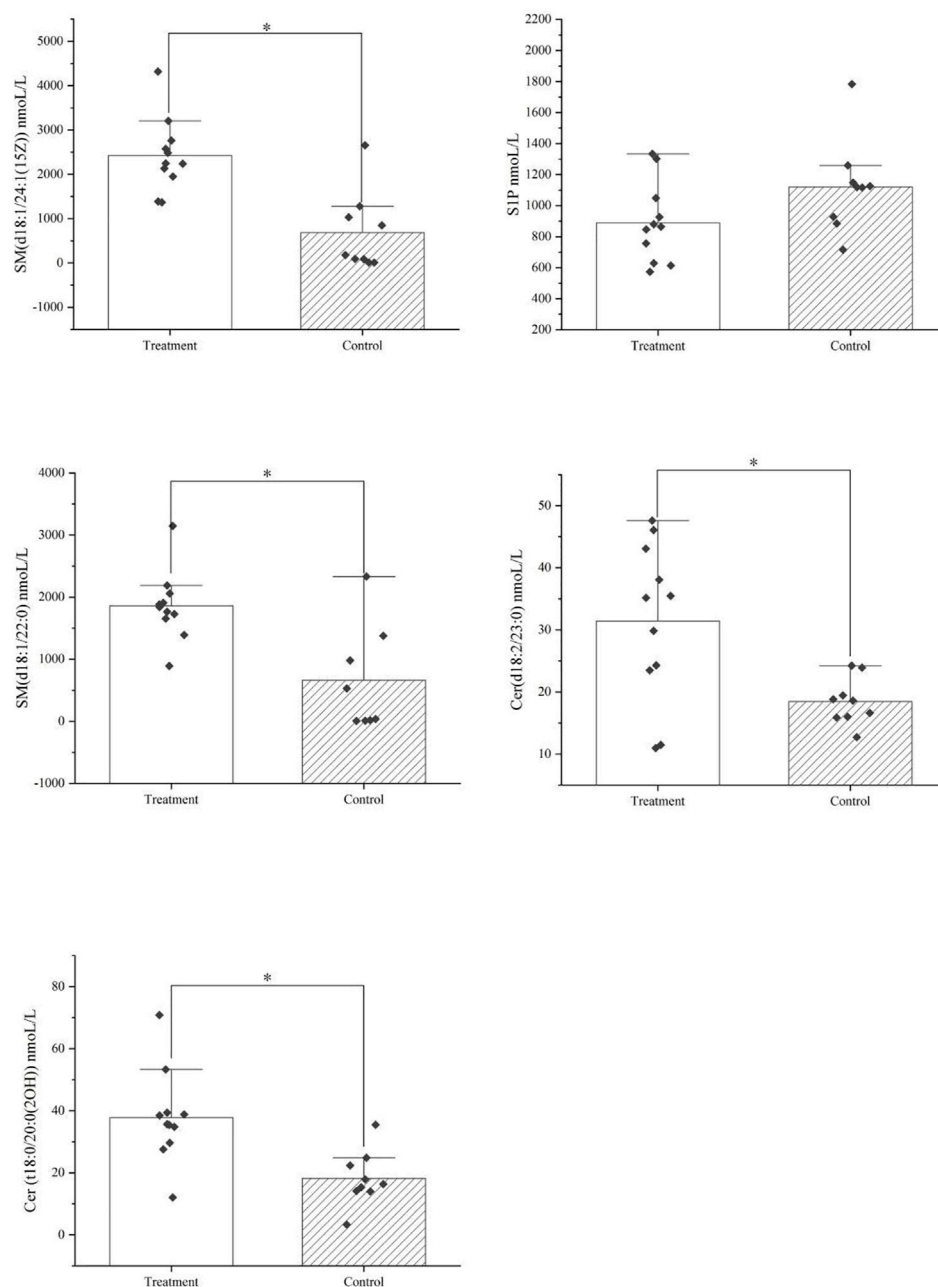 *
5000
4000
3000
2000
1000
0
-1000
SM(d18:1/24:1(15Z)) nmoL/L
Treatment
Control
2200
2000
1800
1600
1400
1200
1000
800
600
400
200
S1P nmoL/L
Treatment
Control
*
4000
3000
2000
1000
0
-1000
SM(d18:1/22:0) nmoL/L
Treatment
Control
*
50
40
30
20
10
Cer(d18:2/23:0) nmoL/L
Treatment
Control
*
80
60
40
20
0
Cer (t18:0/20:0(2OH)) nmoL/L
Treatment
Control